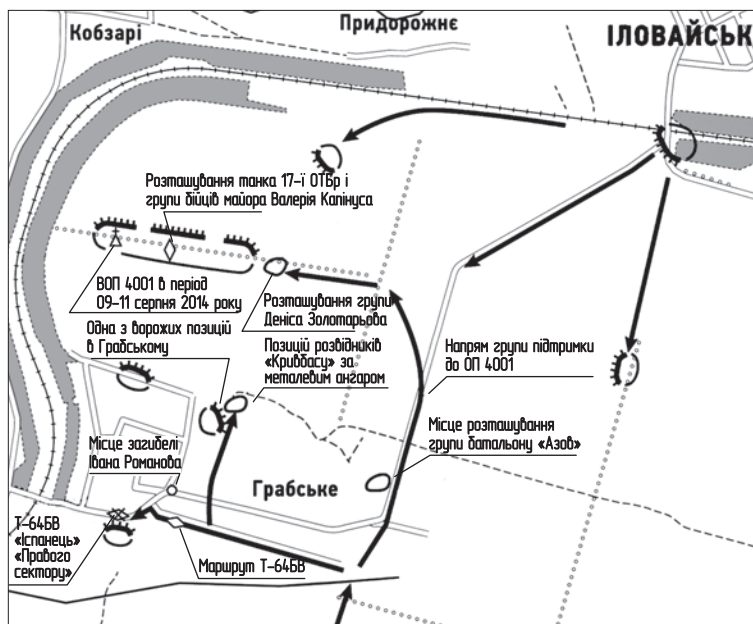 Кобзарі
Придорожнє
ІЛОВАЙСЬК
Розташування танка 17-ї ОТБр і
групи бійців майора Валерія Капінуса
ВОП 4001 в період
09-11 серпня 2014 року
Розташування групи
Деніса Золотарьова
Одна з ворожих позицій
в Грабському
Позицій розвідників
«Кривбасу» за
металевим ангаром
Напрям групи підтримки
до ОП 4001
Місце загибелі
Івана Романова
Місце розташування
групи батальону «Азов»
Грабське
Т-64БВ
«Іспанець»
«Правого
сектору»
Маршрут Т-64БВ